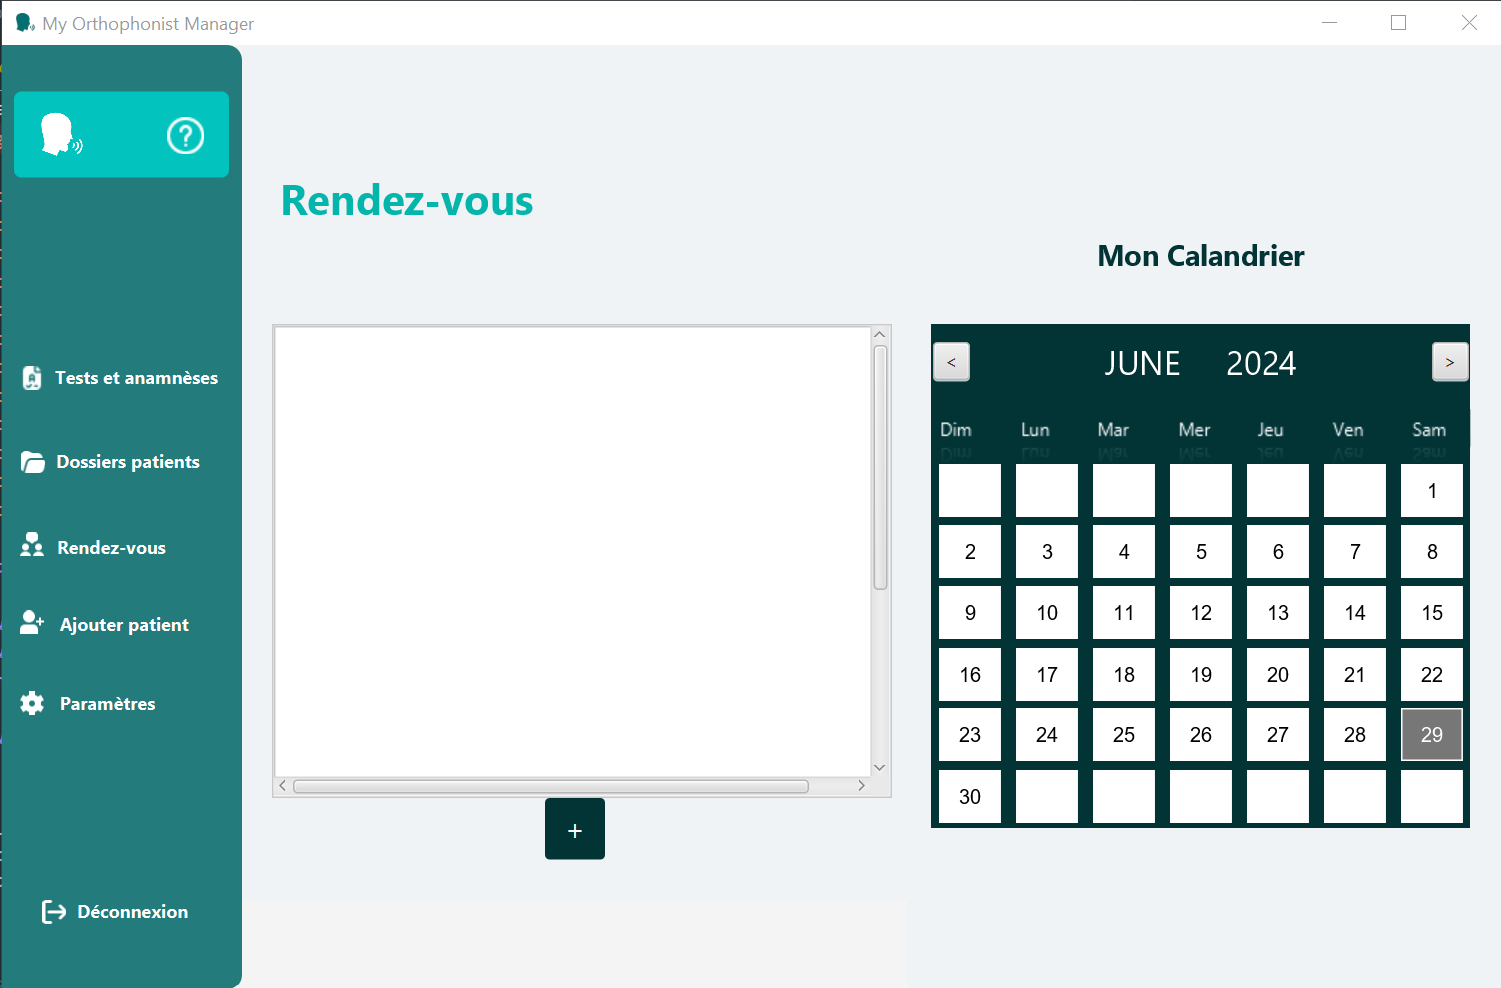 My Orthophonist Manager
?
Rendez-vous
Mon Calandrier
Tests et anamnèses
Dossiers patients
Rendez-vous
Ajouter patient
Paramètres
Déconnexion
+
< JUNE 2024 >
Dim Lun Mar Mer Jeu Ven Sam
1
2 3 4 5 6 7 8
9 10 11 12 13 14 15
16 17 18 19 20 21 22
23 24 25 26 27 28 29
30